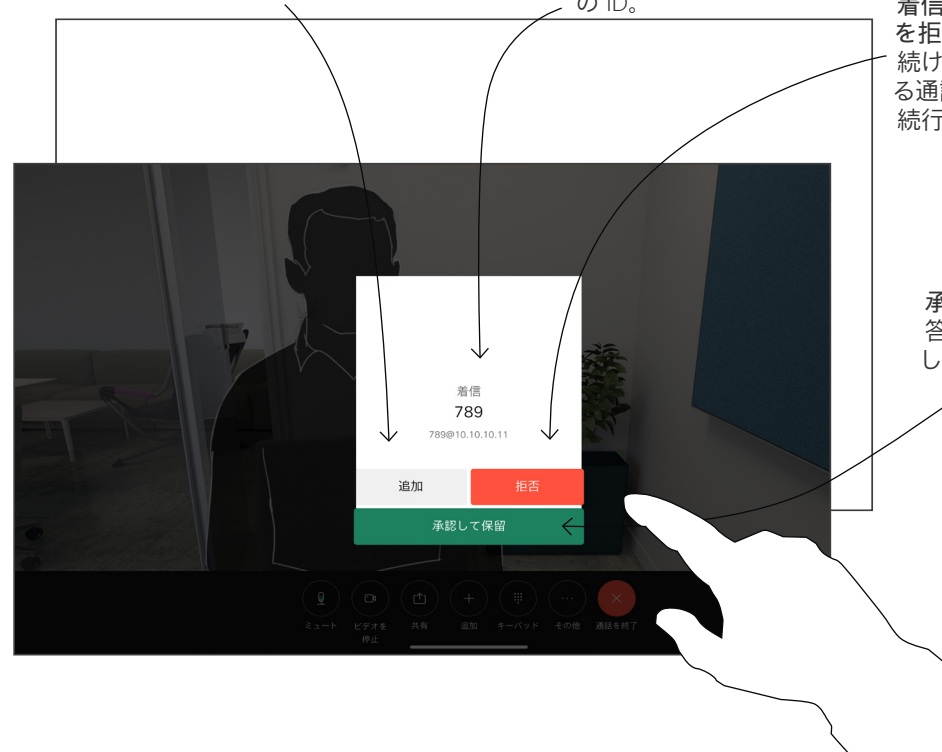 の ID。
着信
を拒
続け
る通
続行
承
答
し
着信
789
789@10.10.10.11
追加
拒否
承認して保留
ミュート
ビデオを
停止
共有
追加
キーパッド
その他
通話を終了